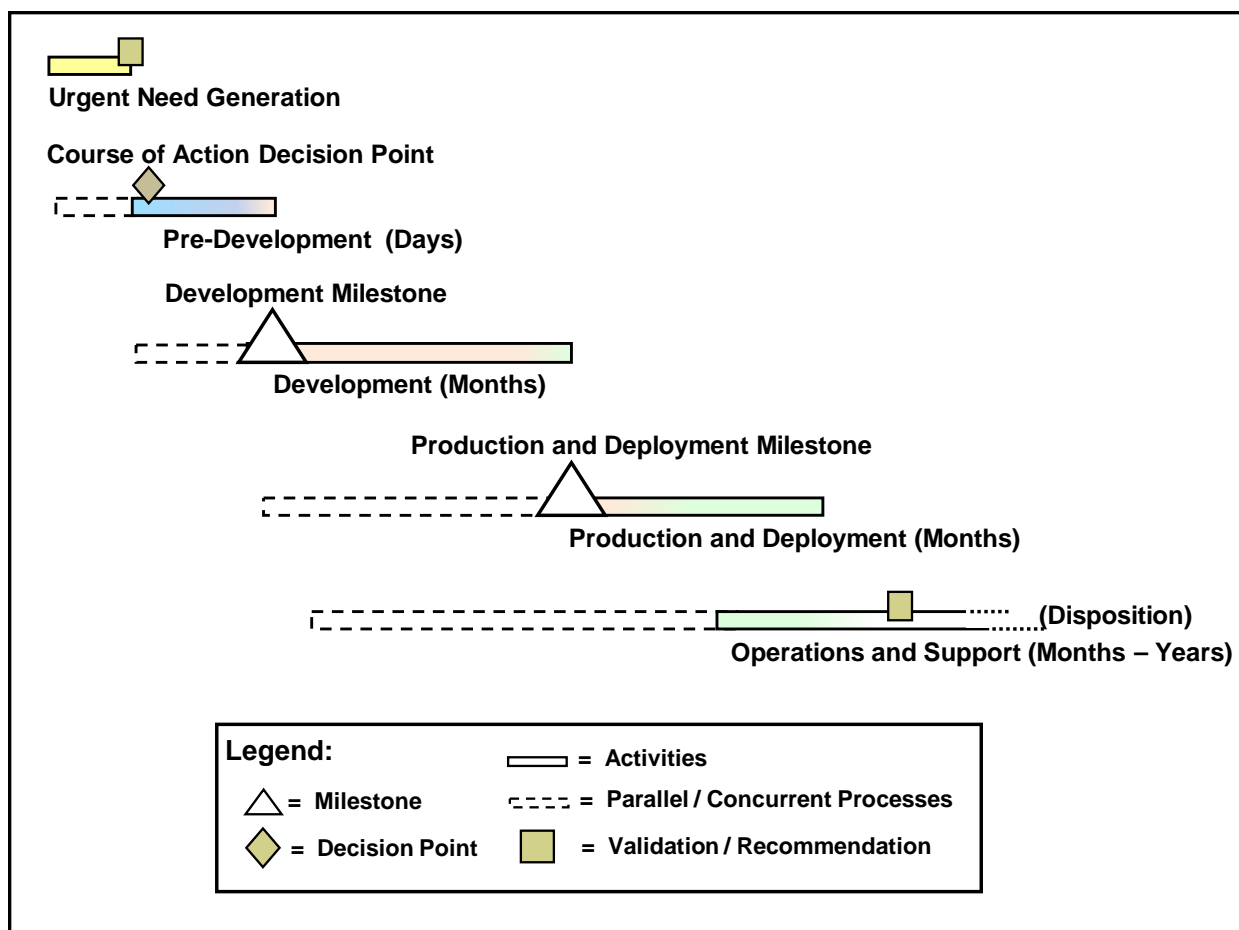 Urgent Need Generation
Course of Action Decision Point
Pre-Development (Days)
Development Milestone
Development (Months)
Production and Deployment Milestone
Production and Deployment (Months)
(Disposition)
Operations and Support (Months – Years)
Legend:
= Activities
= Milestone
= Parallel / Concurrent Processes
= Decision Point
= Validation / Recommendation